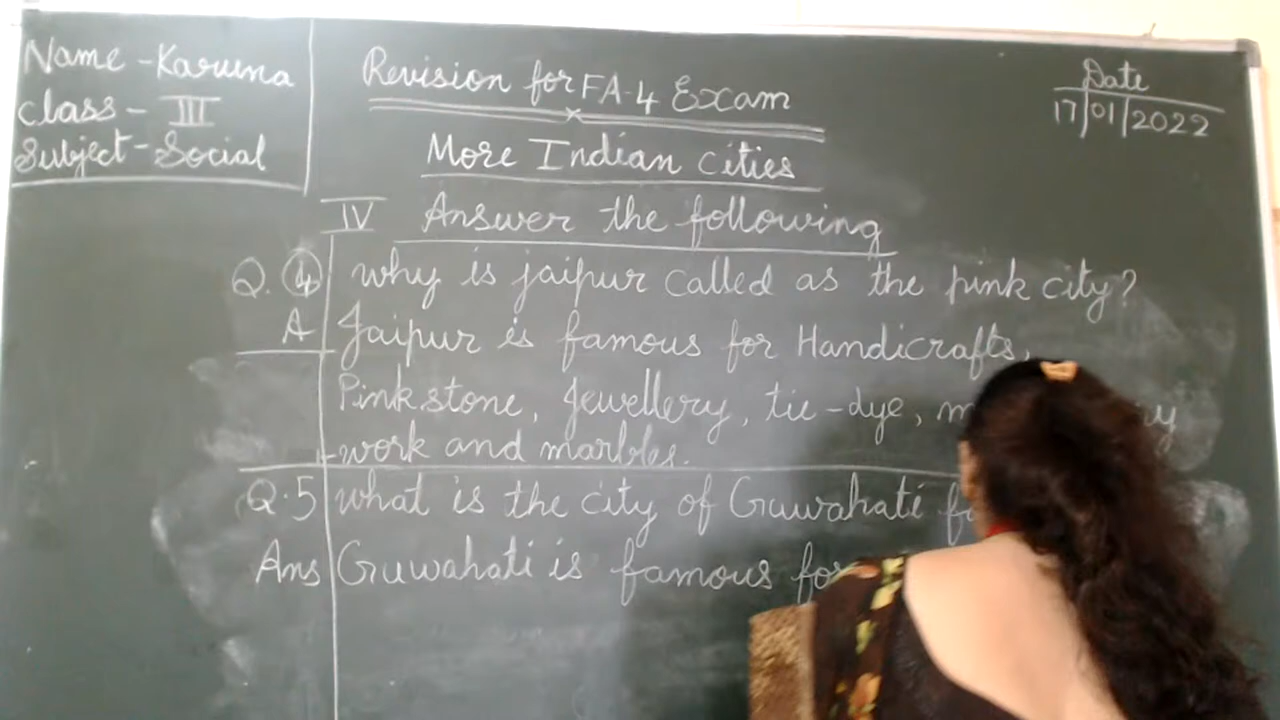 Name - Karuna
Class - III
Subject - Social
Revision for FA-4 Exam
Date
17/01/2022
More Indian cities
IV Answer the following
Q. 4 why is jaipur called as the pink city?
A Jaipur is famous for Handicrafts,
Pinkstone, Jewellery, tie-dye,
work and marbles.
Q.5 what is the city of Guwahati
Ans Guwahati is famous for